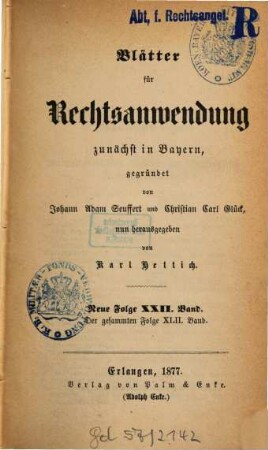 Abt. f. Rechtsangel.
R
Blätter
für
Rechtsanwendung
zunächst in Bayern,
gegründet
von
Johann Adam Seuffert und Christian Carl Glück,
nun herausgegeben
von
Karl Hettich.
Neue Folge XXII. Band.
Der gesammten Folge XLII. Band.
Erlangen, 1877.
Verlag von Palm & Enke.
(Adolph Enke.)